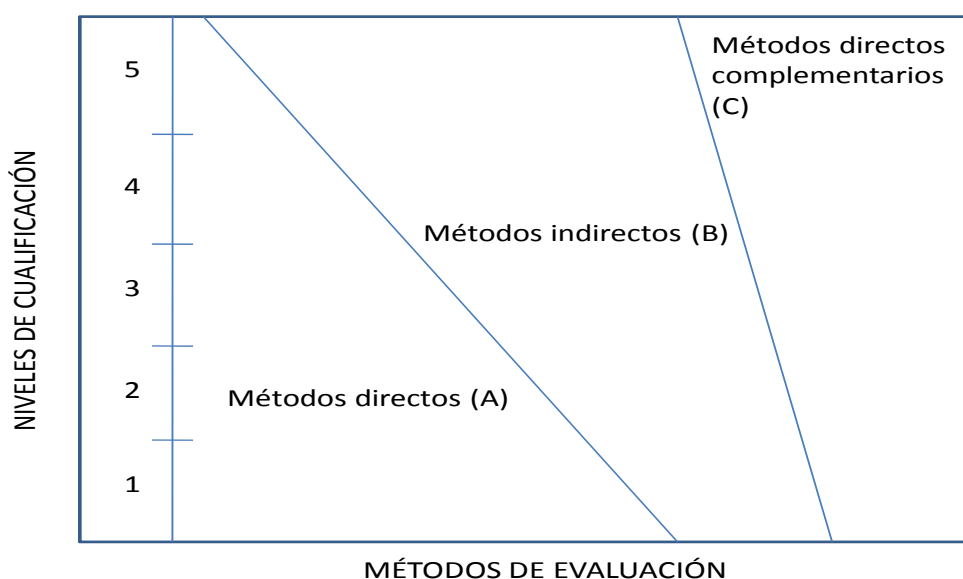 Métodos directos
complementarios
(C)
5
4
Métodos indirectos (B)
3
2
Métodos directos (A)
1
NIVELES DE CUALIFICACIÓN
MÉTODOS DE EVALUACIÓN